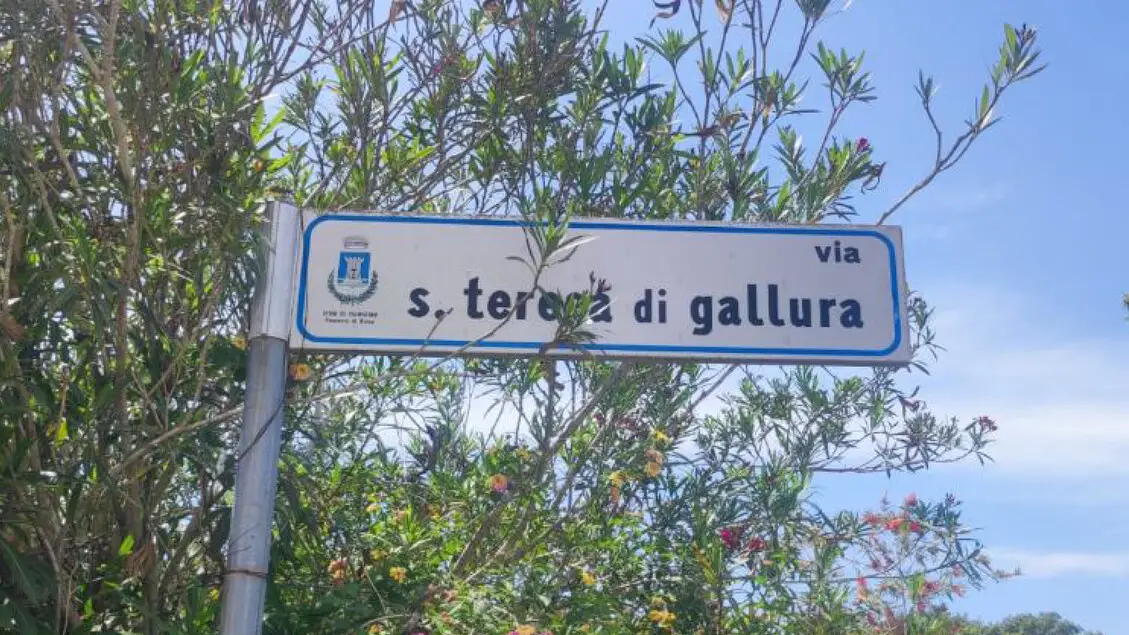 via
s. teresa di gallura